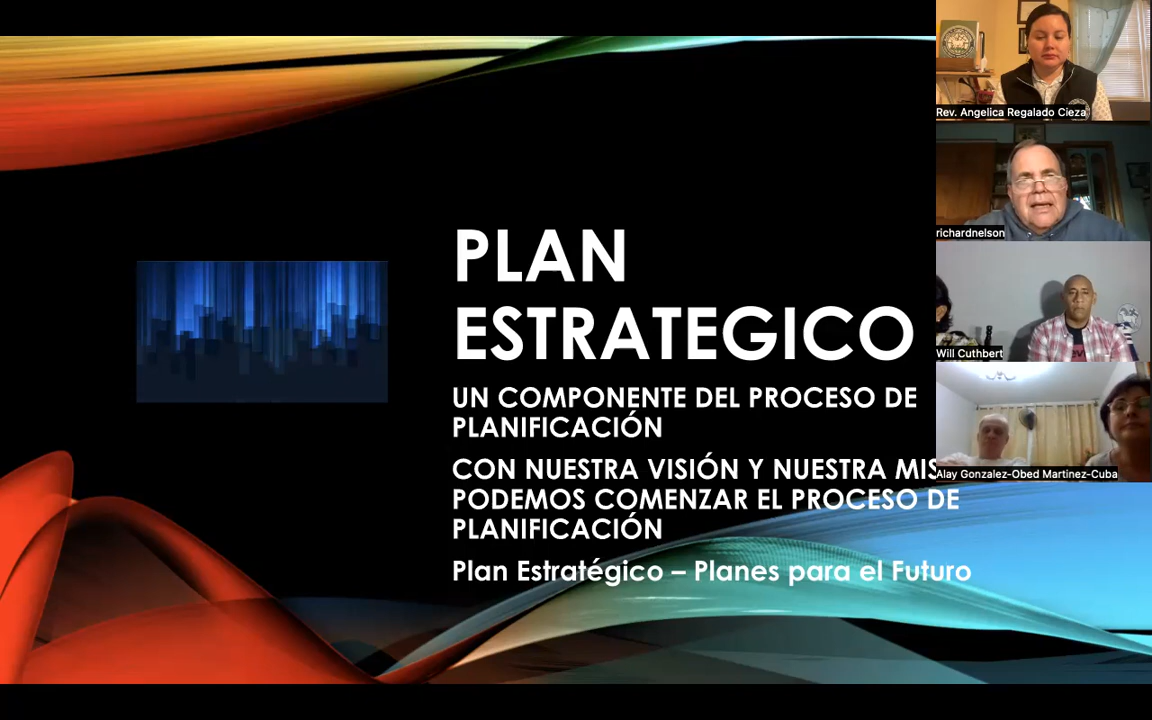 PLAN
ESTRATEGICO
UN COMPONENTE DEL PROCESO DE
PLANIFICACIÓN
CON NUESTRA VISIÓN Y NUESTRA MIS
PODEMOS COMENZAR EL PROCESO DE
PLANIFICACIÓN
Plan Estratégico – Planes para el Futuro
Rev. Angelica Regalado Cieza
richardnelson
Will Cuthbert
Alay Gonzalez-Obed Martinez-Cuba